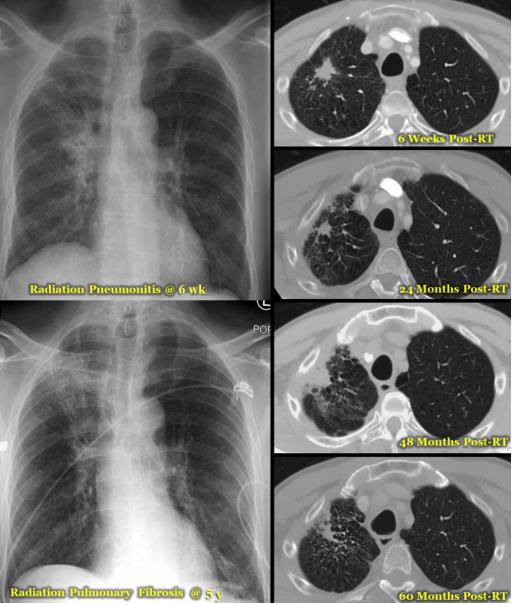 6 Weeks Post-RT
24 Months Post-RT
Radiation Pneumonitis @ 6 wk
POR
48 Months Post-RT
60 Months Post-RT
Radiation Pulmonary Fibrosis @ 5 y